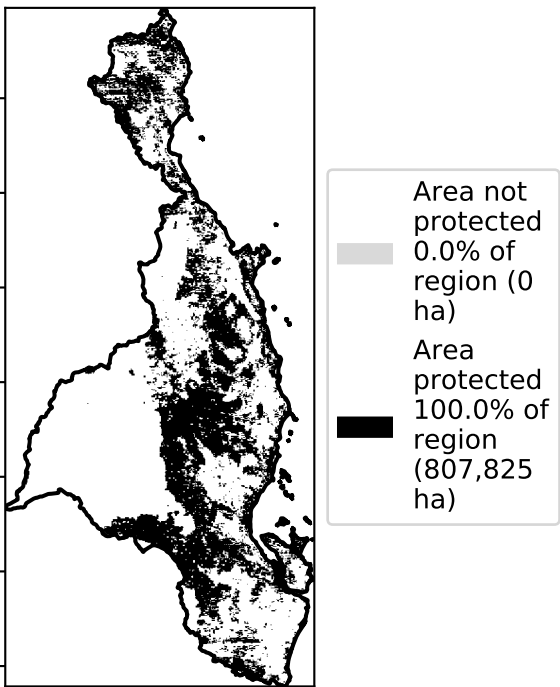 Area not
protected
0.0% of
region (0
ha)
Area
protected
100.0% of
region
(807,825
ha)